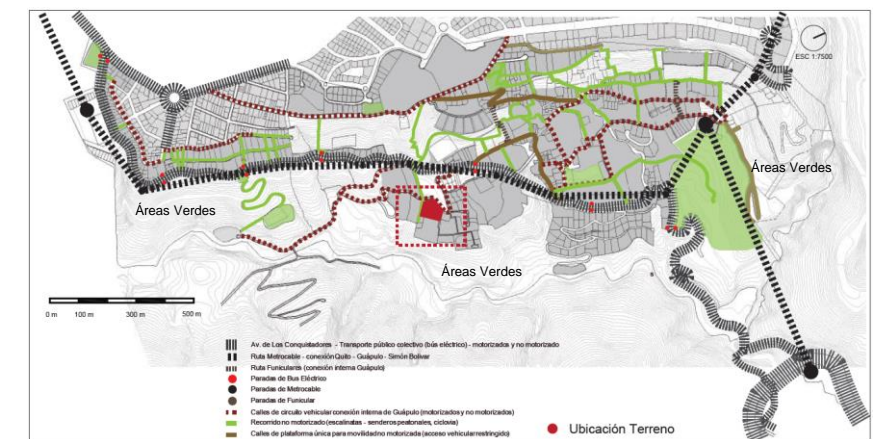 ESC 1:7500
Áreas Verdes
Áreas Verdes
Áreas Verdes
0 m 100 m 300 m 500 m
Av. de Los Conquistadores - Transporte público colectivo (bús eléctrico) - motorizados y no motorizado
Ruta Metrocable - conexión Quito - Guápulo - Simón Bolivar
Ruta Funiculares (conexión interna Guápulo)
Paradas de Bus Eléctrico
Paradas de Metrocable
Paradas de Funicular
Calles de circuito vehicular conexión interna de Guápulo (motorizados y no motorizados)
Recorrido no motorizado (escalinatas - senderos peatonales, ciclovia)
Calles de plataforma única para movilidad no motorizada (acceso vehicular restringido)
Ubicación Terreno